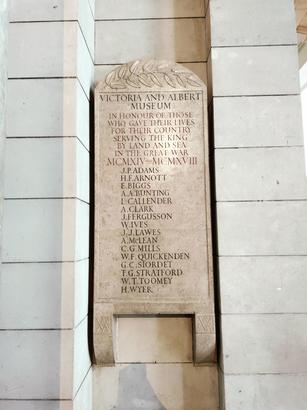 VICTORIA AND ALBERT
MUSEUM
IN HONOUR OF THOSE
WHO GAVE THEIR LIVES
FOR THEIR COUNTRY
SERVING THE KING
BY LAND AND SEA
IN THE GREAT WAR
MCMXIV–MCMXVIII
J.P. ADAMS
H.F. ARNOTT
E. BIGGS
A.A. BUNTING
L. CALLENDER
A. CLARK
J. FERGUSSON
W. IVES
J.J. LAWES
A. McLEAN
C.G. MILLS
W.F. QUICKENDEN
G.C. SIORDET
T.G. STRATFORD
W.T. TOOMEY
H. WYER